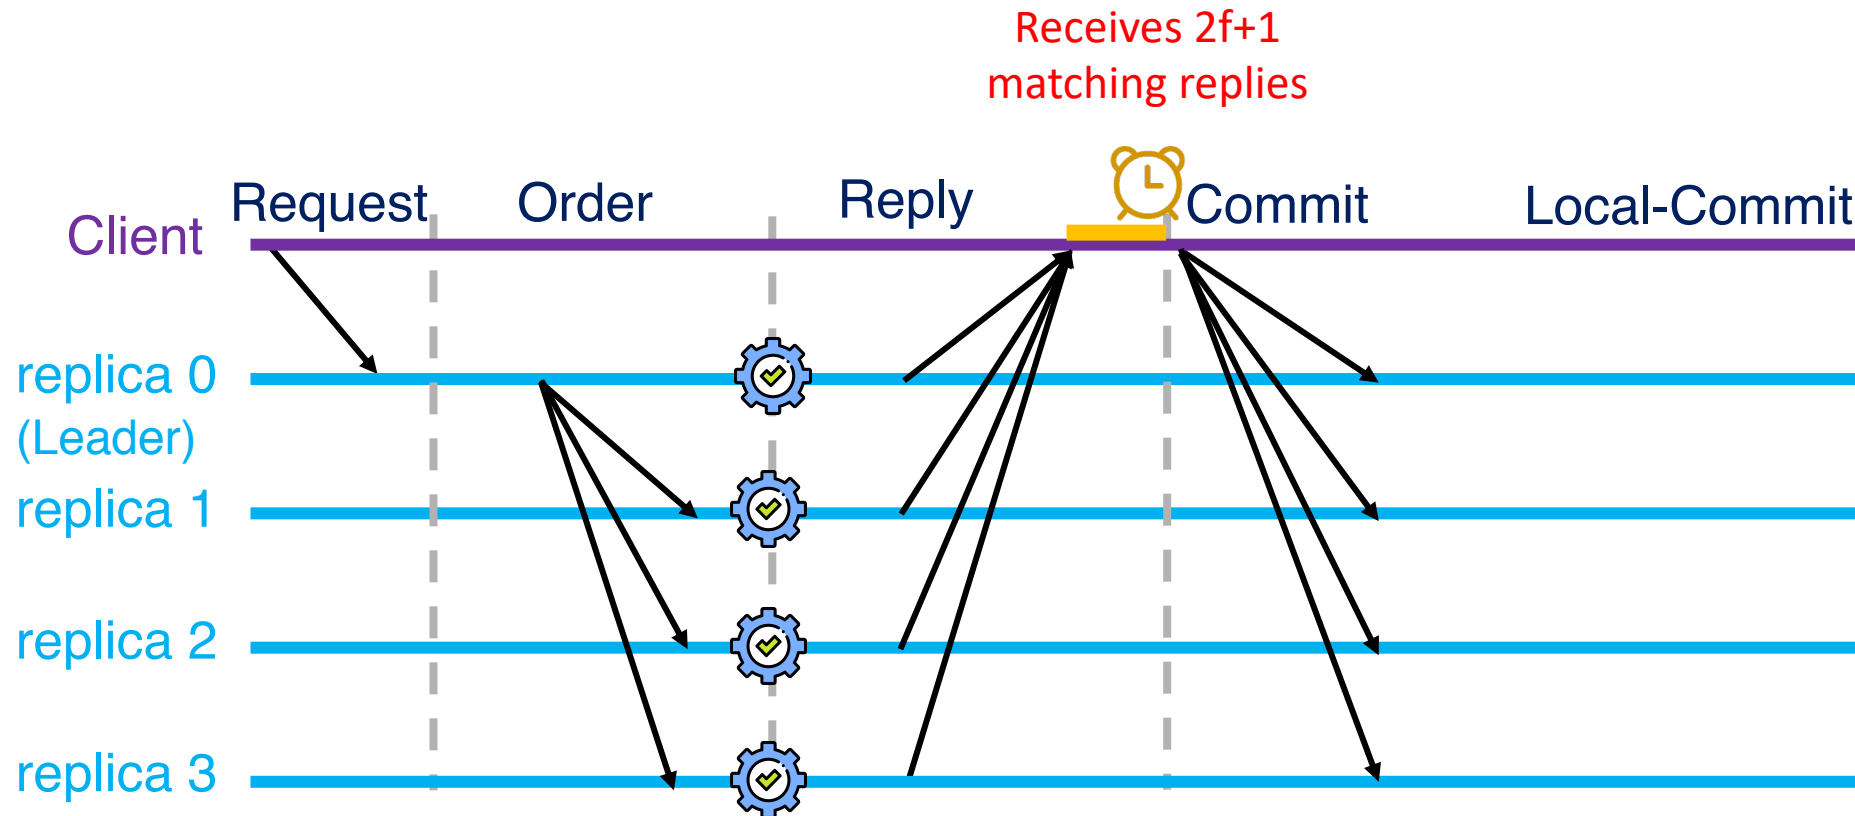 Receives 2f+1
matching replies
Request Order Reply Commit Local-Commit
Client
replica 0
(Leader)
replica 1
replica 2
replica 3